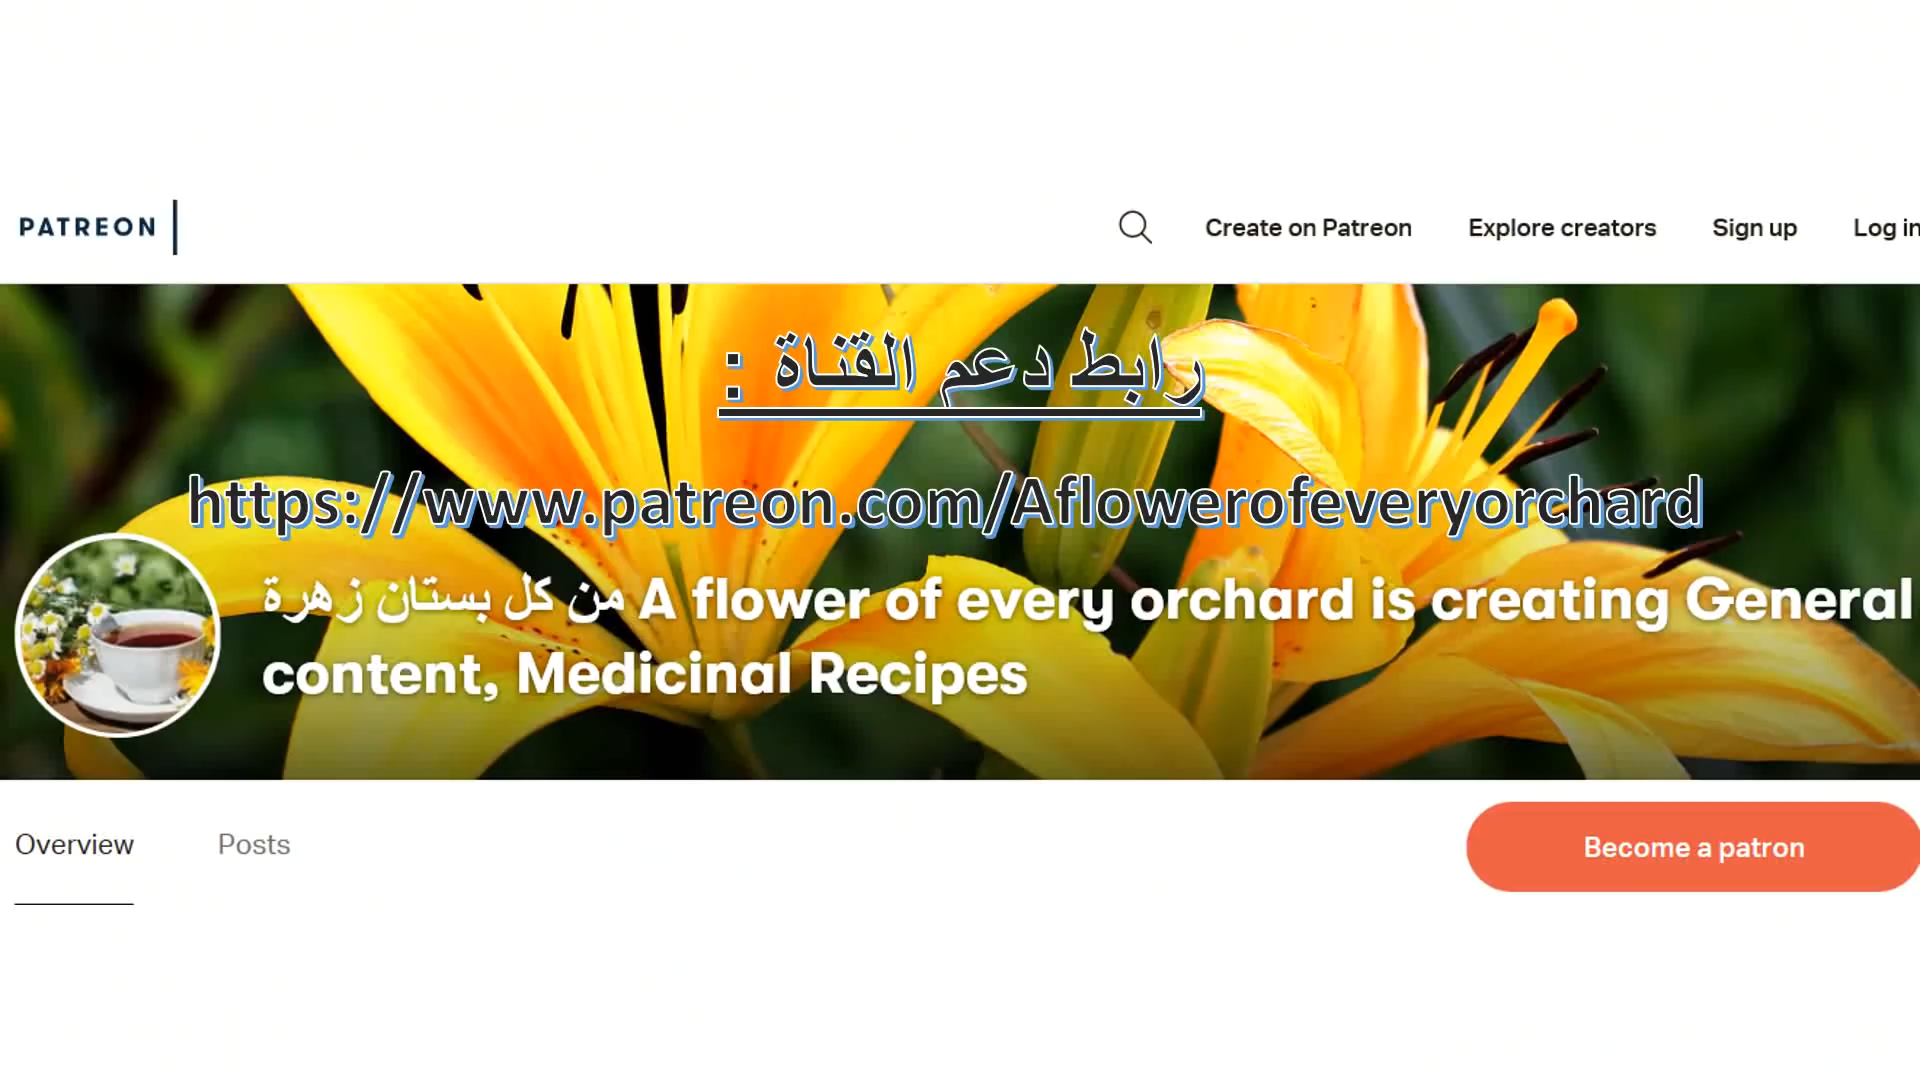 PATREON
Create on Patreon
Explore creators
Sign up
Log in
رابط دعم القناة :
https://www.patreon.com/Aflowerofeveryorchard
من كل بستان زهرة A flower of every orchard is creating General
content, Medicinal Recipes
Overview
Posts
Become a patron